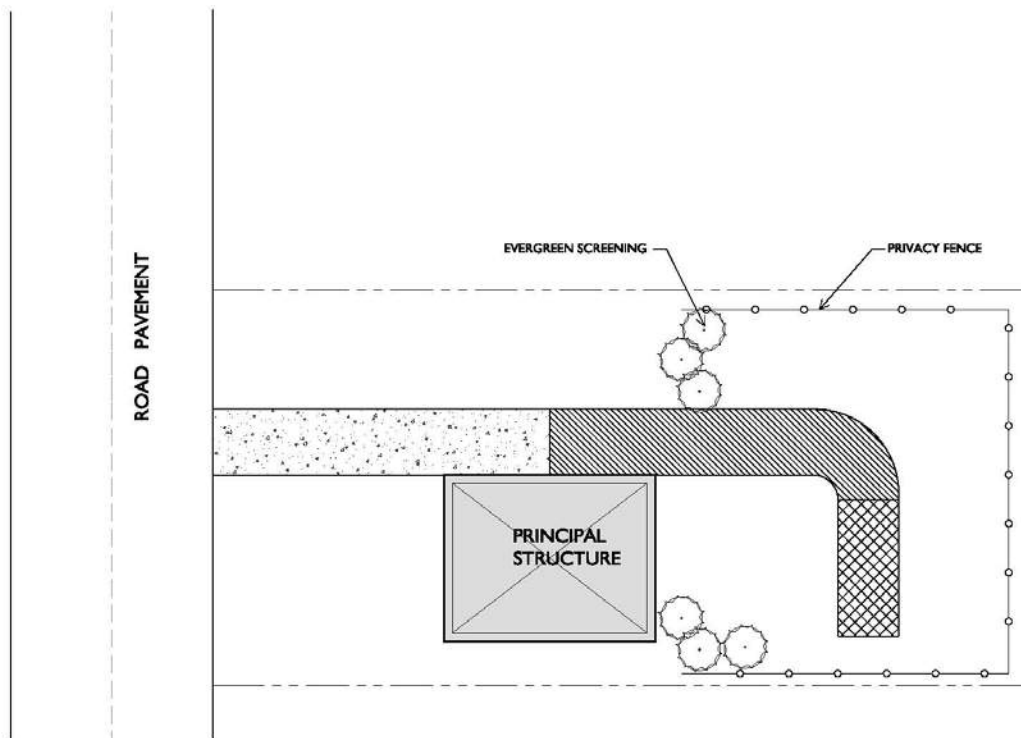 EVERGREEN SCREENING
PRIVACY FENCE
ROAD PAVEMENT
PRINCIPAL
STRUCTURE